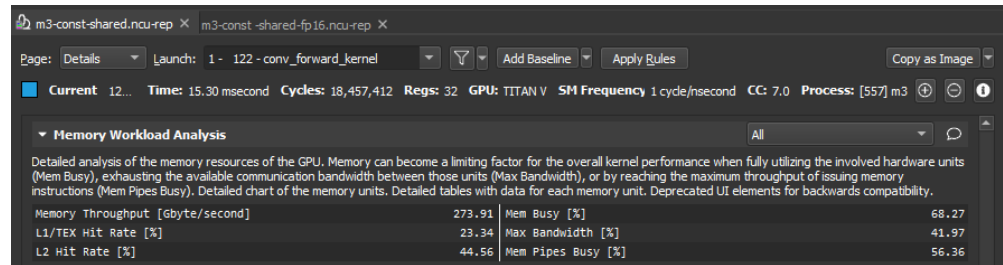 m3-const-shared.ncu-rep × m3-const -shared-fp16.ncu-rep ×
Page: Details Launch: 1 - 122 - conv_forward_kernel Add Baseline Apply Rules Copy as Image
Current 12... Time: 15.30 msecond Cycles: 18,457,412 Regs: 32 GPU: TITAN V SM Frequency 1 cycle/nsecond CC: 7.0 Process: [557] m3
Memory Workload Analysis All
Detailed analysis of the memory resources of the GPU. Memory can become a limiting factor for the overall kernel performance when fully utilizing the involved hardware units
(Mem Busy), exhausting the available communication bandwidth between those units (Max Bandwidth), or by reaching the maximum throughput of issuing memory
instructions (Mem Pipes Busy). Detailed chart of the memory units. Detailed tables with data for each memory unit. Deprecated UI elements for backwards compatibility.
Memory Throughput [Gbyte/second] 273.91 Mem Busy [%] 68.27
L1/TEX Hit Rate [%] 23.34 Max Bandwidth [%] 41.97
L2 Hit Rate [%] 44.56 Mem Pipes Busy [%] 56.36